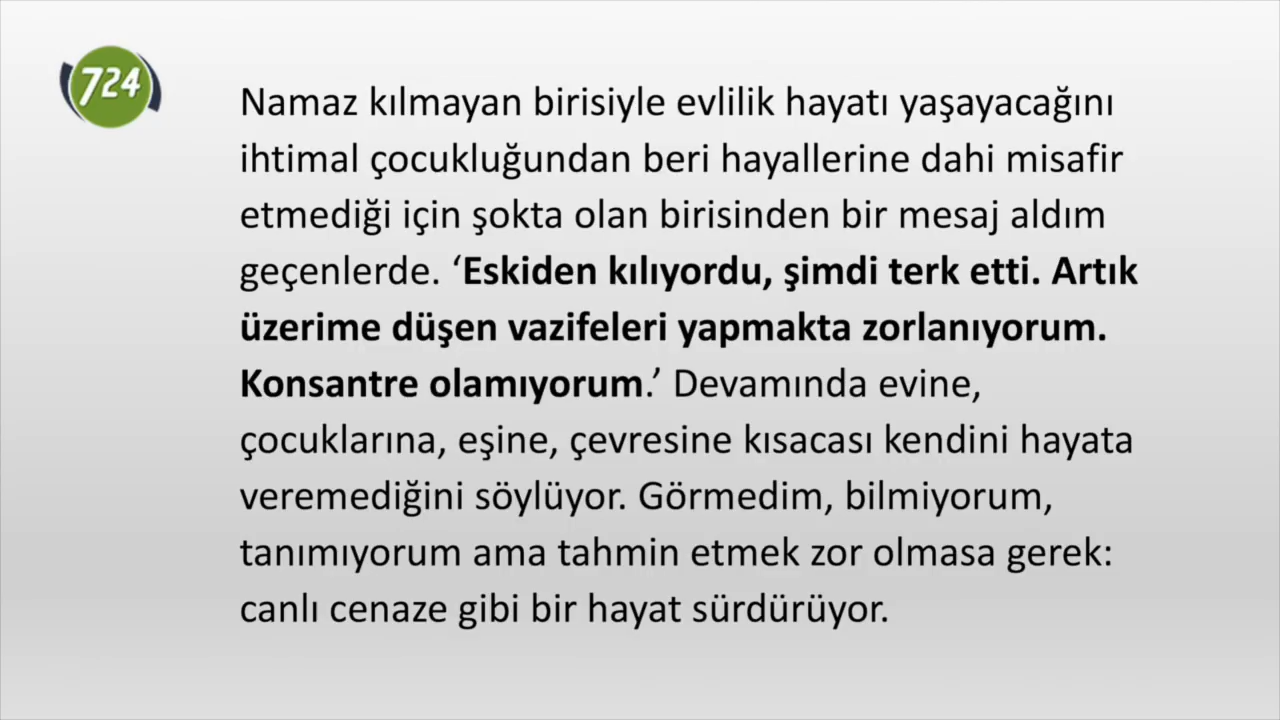 724
Namaz kılmayan birisiyle evlilik hayatı yaşayacağını
ihtimal çocukluğundan beri hayallerine dahi misafir
etmediği için şokta olan birisinden bir mesaj aldım
geçenlerde. ‘Eskiden kılıyordu, şimdi terk etti. Artık
üzerime düşen vazifeleri yapmakta zorlanıyorum.
Konsantre olamıyorum.’ Devamında evine,
çocuklarına, eşine, çevresine kısacası kendini hayata
veremediğini söylüyor. Görmedim, bilmiyorum,
tanımıyorum ama tahmin etmek zor olmasa gerek:
canlı cenaze gibi bir hayat sürdürüyor.